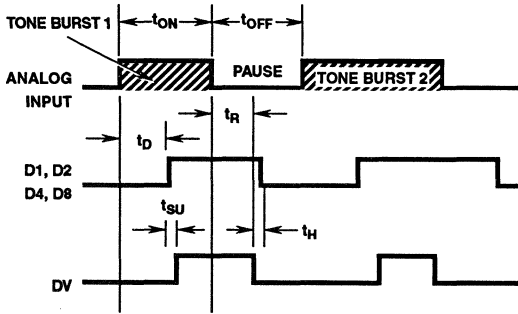 TONE BURST 1
tON
tOFF
ANALOG
INPUT
PAUSE
TONE BURST 2
tR
tD
D1, D2
D4, D8
tSU
tH
DV